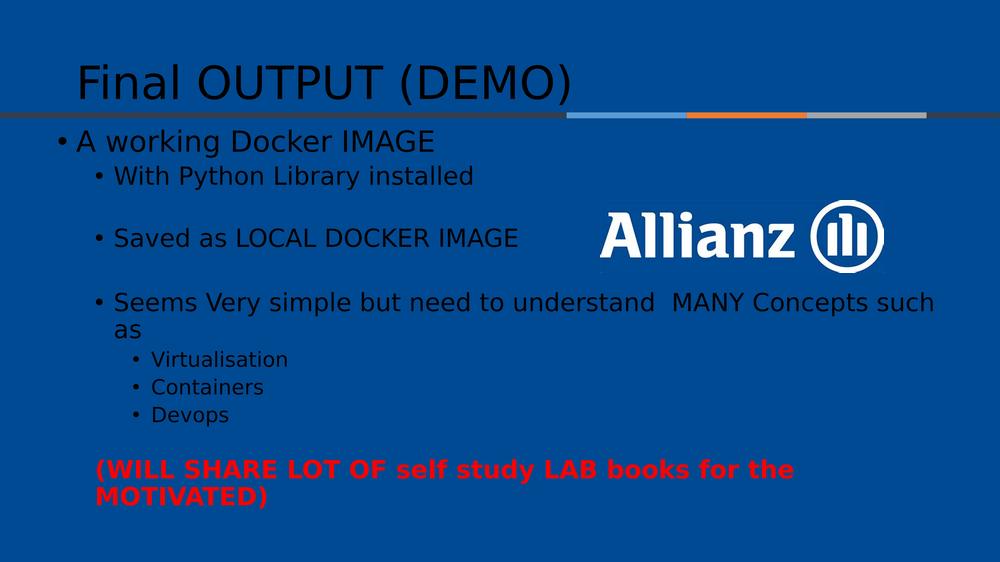 Final OUTPUT (DEMO)
• A working Docker IMAGE
• With Python Library installed
• Saved as LOCAL DOCKER IMAGE
Allianz
• Seems Very simple but need to understand  MANY Concepts such
as
• Virtualisation
• Containers
• Devops
(WILL SHARE LOT OF self study LAB books for the
MOTIVATED)